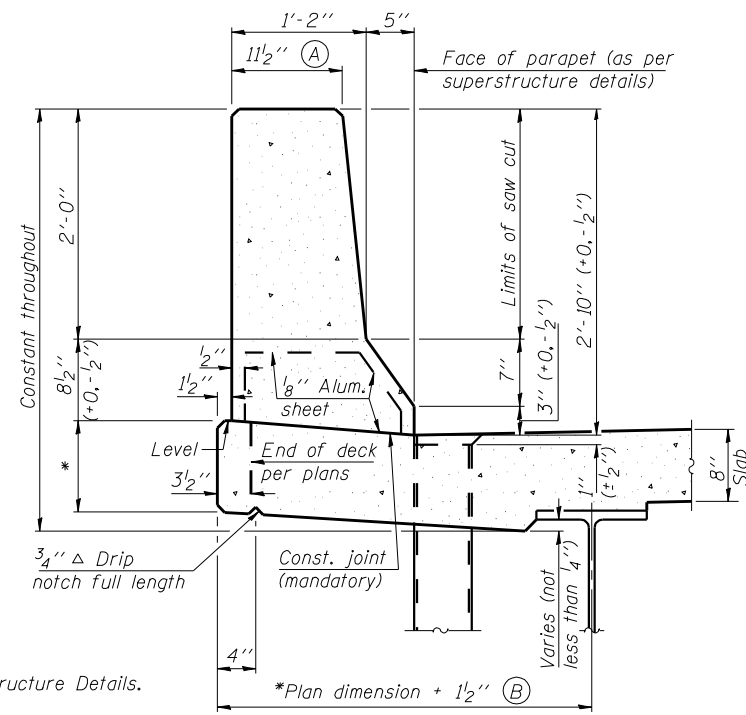 1'-2"
5"
11½" (A)
Face of parapet (as per
superstructure details)
Constant throughout
2'-0"
Limits of saw cut
2'-10" (+0,-½")
8½"
(+0,-½")
½"
1½"
⅛" Alum.
sheet
7"
3" (+0,-½")
Level
End of deck
per plans
*
3½"
1"
(±½")
8"
Slab
¾" Δ Drip
notch full length
Const. joint
(mandatory)
Varies (not
less than ¼")
4"
*Plan dimension + 1½" (B)
ructure Details.